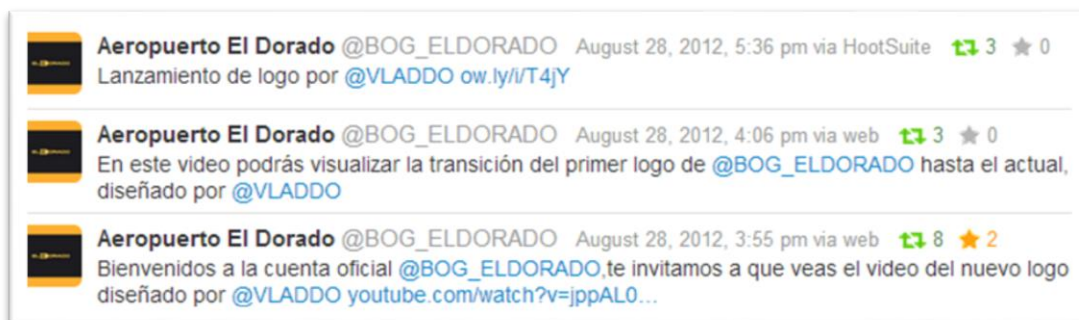 Aeropuerto El Dorado @BOG_ELDORADO August 28, 2012, 5:36 pm via HootSuite 3 0
Lanzamiento de logo por @VLADDO ow.ly/i/T4jY
Aeropuerto El Dorado @BOG_ELDORADO August 28, 2012, 4:06 pm via web 3 0
En este video podrás visualizar la transición del primer logo de @BOG_ELDORADO hasta el actual,
diseñado por @VLADDO
Aeropuerto El Dorado @BOG_ELDORADO August 28, 2012, 3:55 pm via web 8 2
Bienvenidos a la cuenta oficial @BOG_ELDORADO,te invitamos a que veas el video del nuevo logo
diseñado por @VLADDO youtube.com/watch?v=jppAL0...